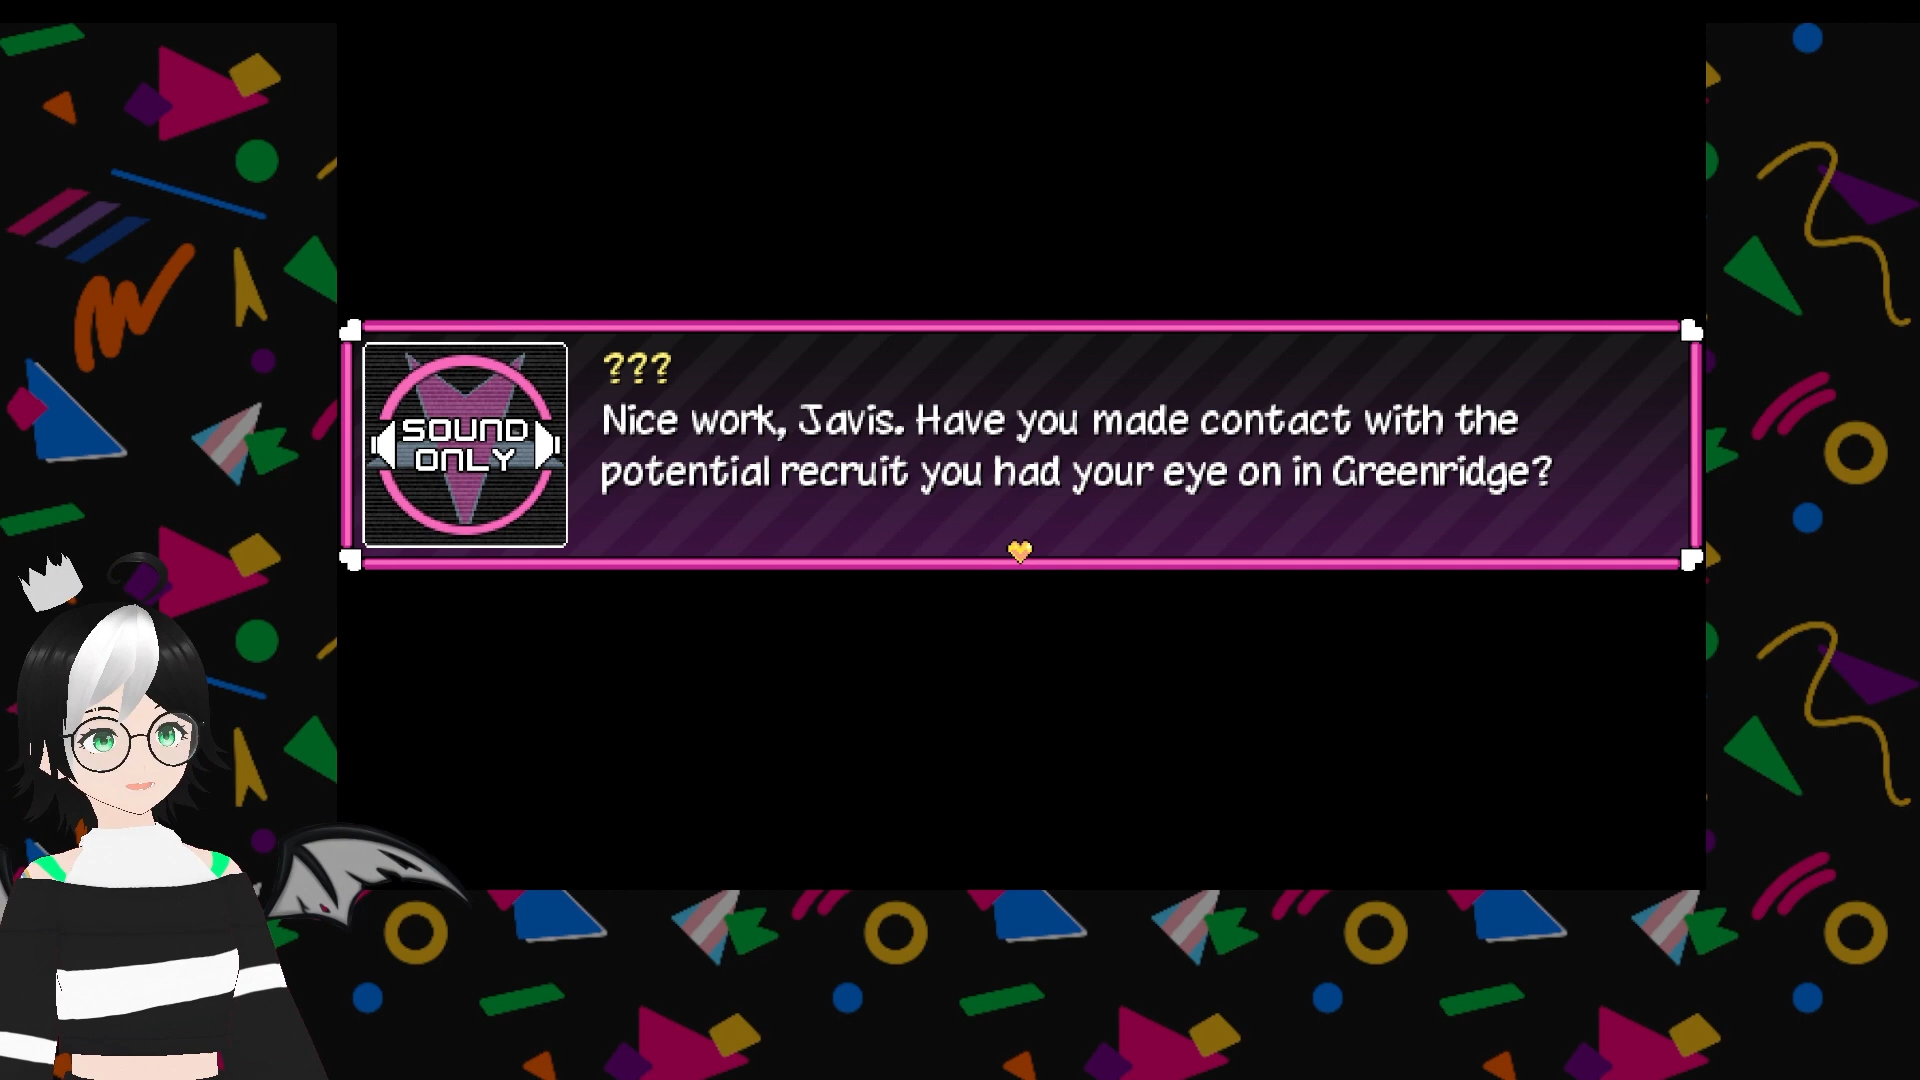 ???
Nice work, Javis. Have you made contact with the
potential recruit you had your eye on in Greenridge?
SOUND
ONLY